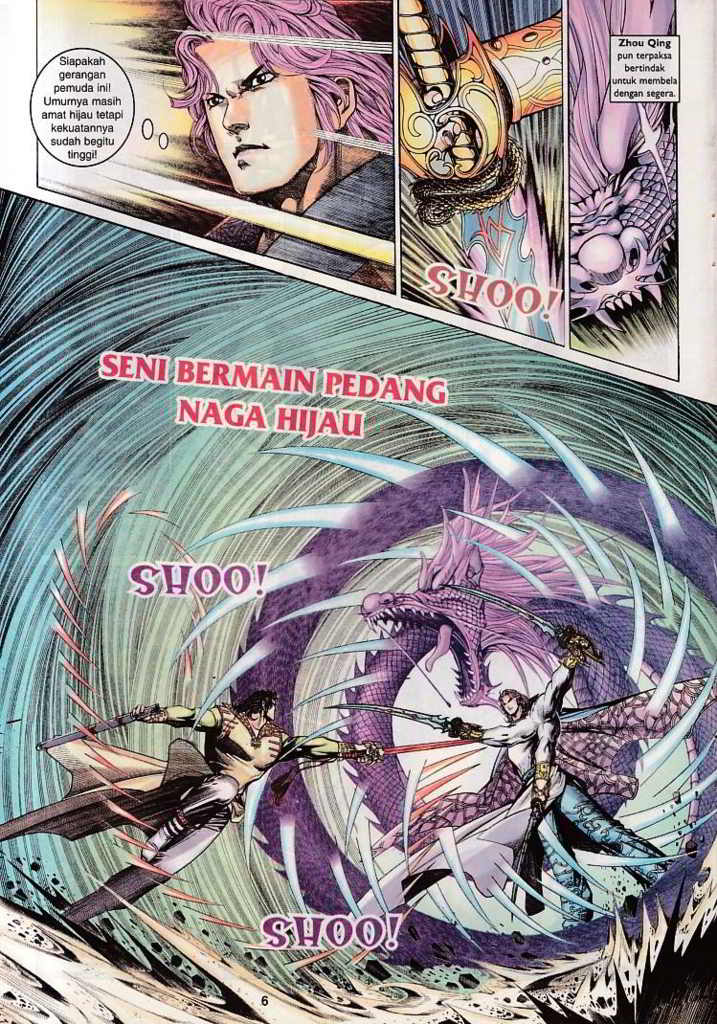 Siapakah
gerangan
pemuda ini!
Umurnya masih
amat hijau tetapi
kekuatannya
sudah begitu
tinggi!
Zhou Qing
pun terpaksa
bertindak
untuk membela
dengan segera.
SHOO!
SENI BERMAIN PEDANG
NAGA HIJAU
SHOO!
SHOO!
6